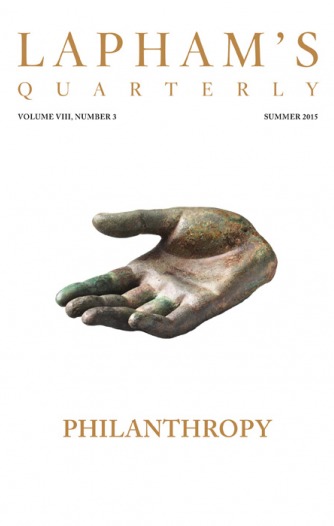 LAPHAM'S
QUARTERLY
VOLUME VIII, NUMBER 3 SUMMER 2015
PHILANTHROPY